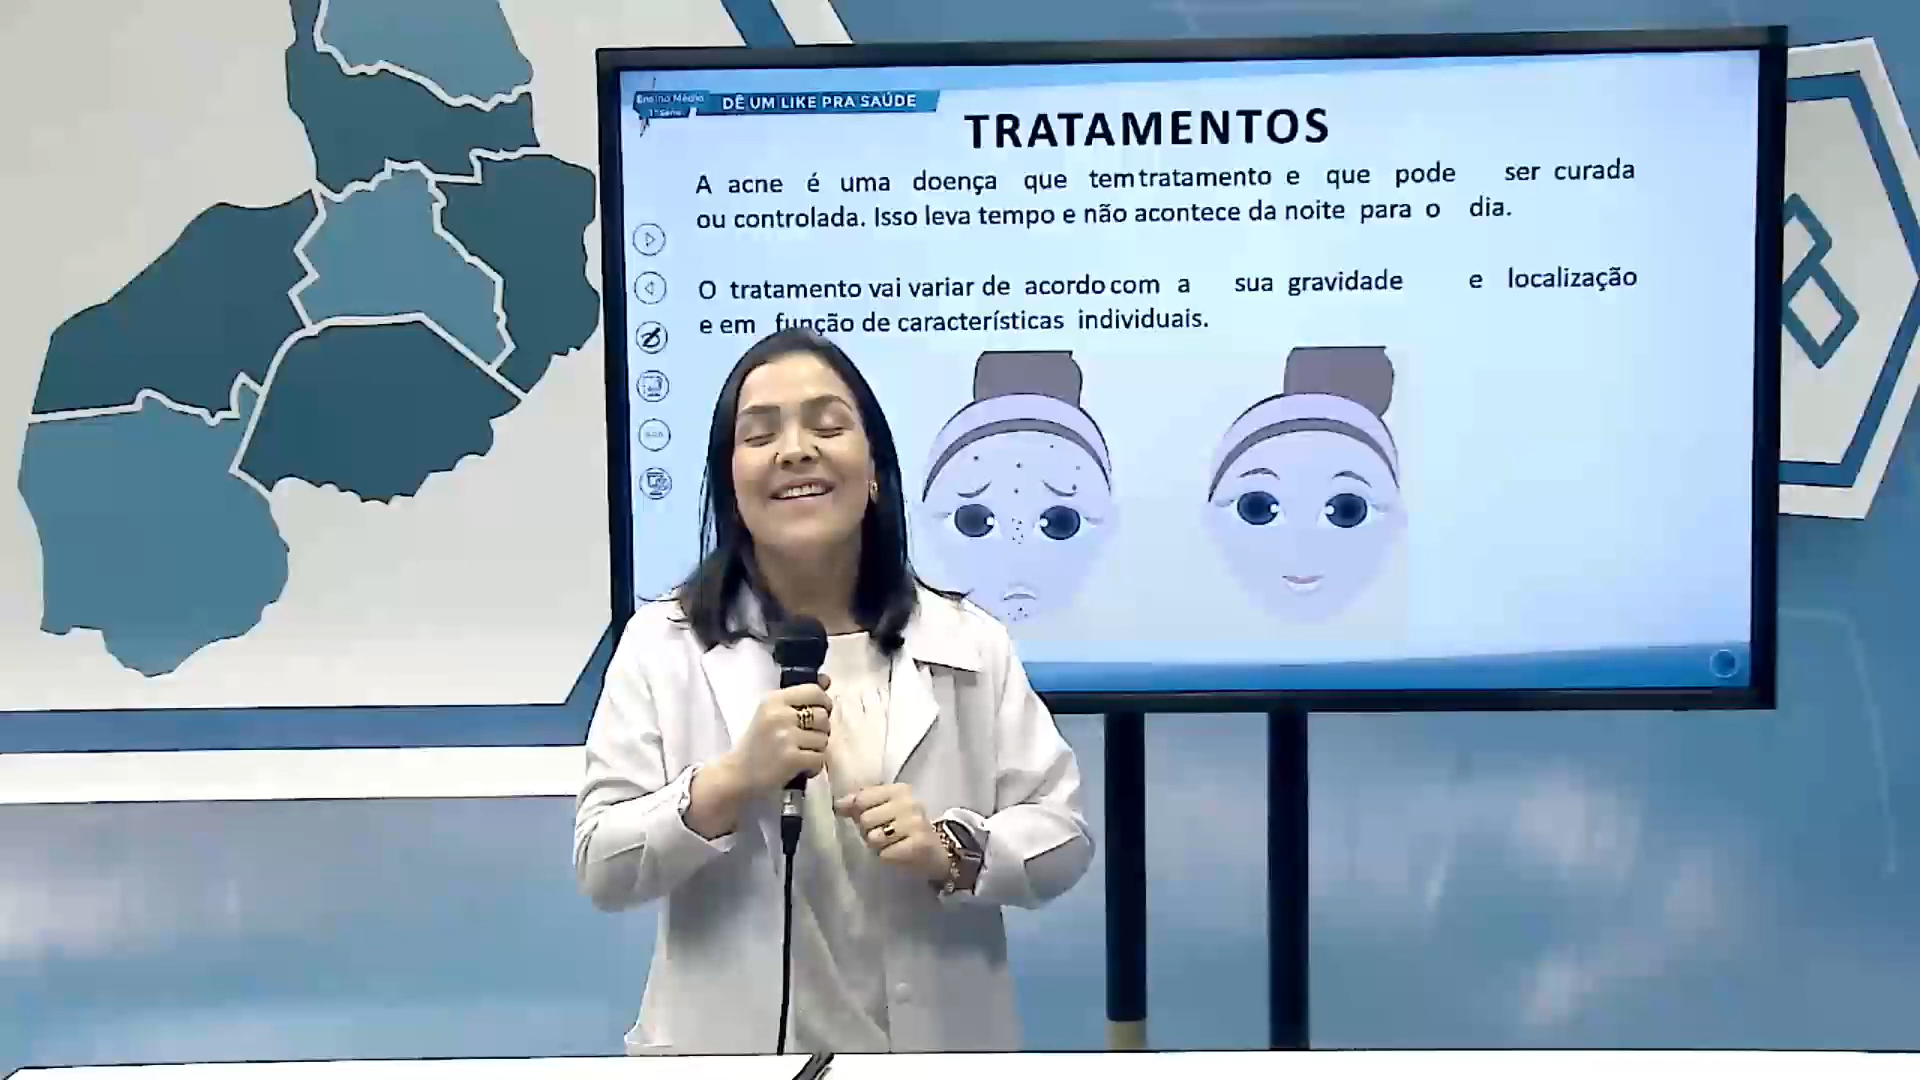 Ensino Médio
1ª Série
DÊ UM LIKE PRA SAÚDE
TRATAMENTOS
A acne é uma doença que tem tratamento e que pode ser curada
ou controlada. Isso leva tempo e não acontece da noite para o dia.
O tratamento vai variar de acordo com a sua gravidade e localização
e em função de características individuais.